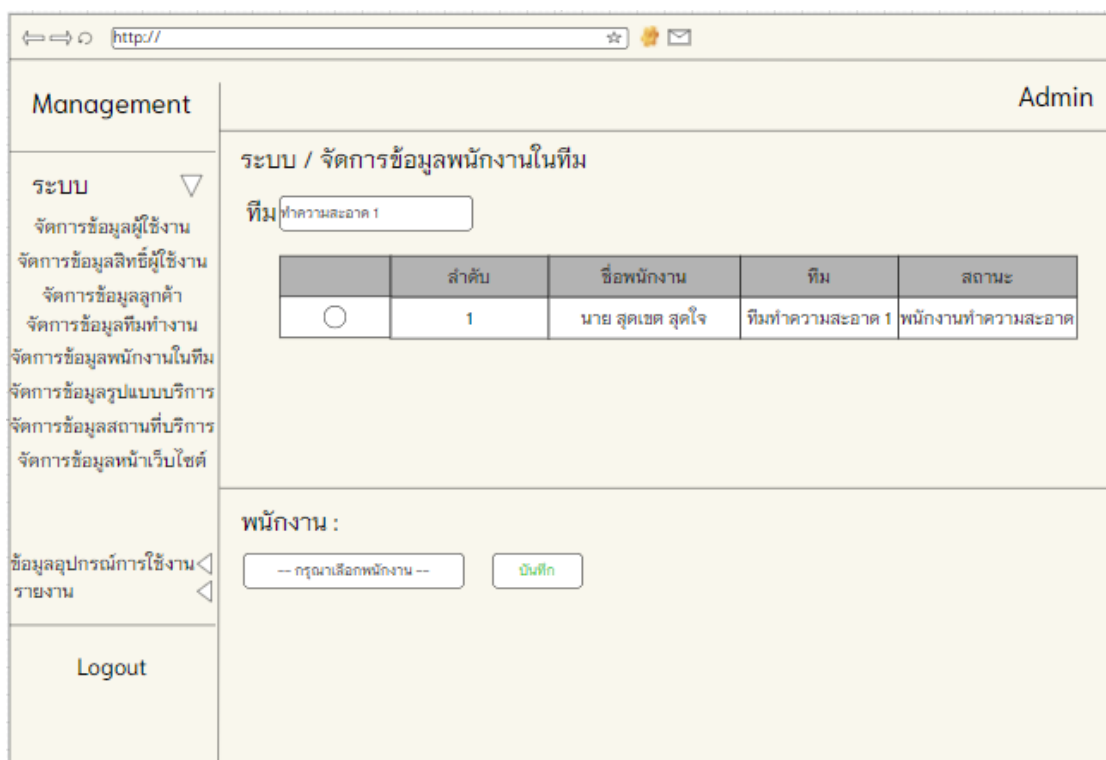 http://
Management
Admin
ระบบ
จัดการข้อมูลผู้ใช้งาน
จัดการข้อมูลสิทธิ์ผู้ใช้งาน
จัดการข้อมูลลูกค้า
จัดการข้อมูลทีมทำงาน
จัดการข้อมูลพนักงานในทีม
จัดการข้อมูลรูปแบบบริการ
จัดการข้อมูลสถานที่บริการ
จัดการข้อมูลหน้าเว็บไซต์
ข้อมูลอุปกรณ์การใช้งาน
รายงาน
Logout
ระบบ / จัดการข้อมูลพนักงานในทีม
ทีม ทำความสะอาด 1
ลำดับ ชื่อพนักงาน ทีม สถานะ
1 นาย สุดเขต สุดใจ ทีมทำความสะอาด 1 พนักงานทำความสะอาด
พนักงาน :
-- กรุณาเลือกพนักงาน -- บันทึก